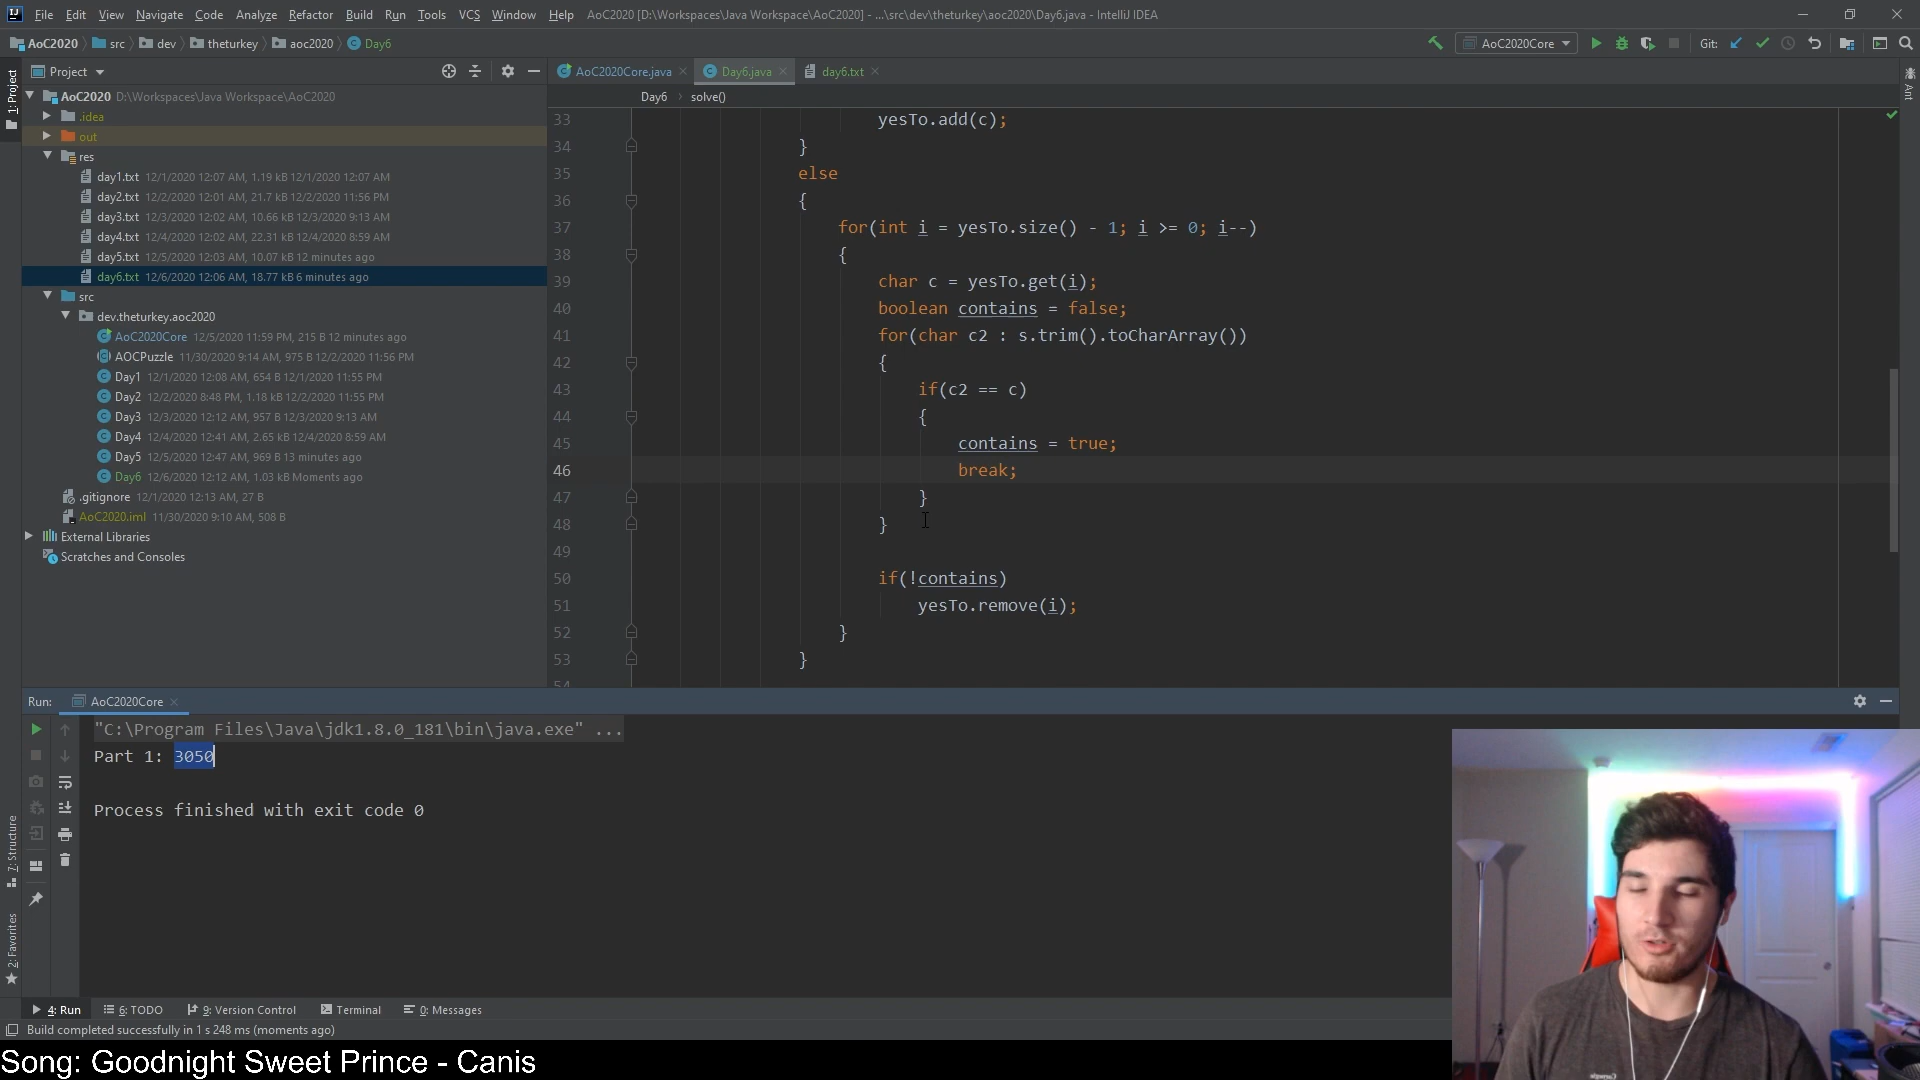 File Edit View Navigate Code Analyze Refactor Build Run Tools VCS Window Help AoC2020 [D:\Workspaces\Java Workspace\AoC2020] - ...\src\dev\theturkey\aoc2020\Day6.java - IntelliJ IDEA
AoC2020 src dev theturkey aoc2020 Day6 AoC2020Core Git:
1: Project
Project
AoC2020Core.java Day6.java day6.txt
Ant
Day6 solve()
AoC2020 D:\Workspaces\Java Workspace\AoC2020
.idea
out
res
day1.txt 12/1/2020 12:07 AM, 1.19 kB 12/1/2020 12:07 AM
day2.txt 12/2/2020 12:01 AM, 21.7 kB 12/2/2020 11:56 PM
day3.txt 12/3/2020 12:02 AM, 10.66 kB 12/3/2020 9:13 AM
day4.txt 12/4/2020 12:02 AM, 22.31 kB 12/4/2020 8:59 AM
day5.txt 12/5/2020 12:03 AM, 10.07 kB 12 minutes ago
day6.txt 12/6/2020 12:06 AM, 18.77 kB 6 minutes ago
src
dev.theturkey.aoc2020
AoC2020Core 12/5/2020 11:59 PM, 215 B 12 minutes ago
AOCPuzzle 11/30/2020 9:14 AM, 975 B 12/2/2020 11:56 PM
Day1 12/1/2020 12:08 AM, 654 B 12/1/2020 11:55 PM
Day2 12/2/2020 8:48 PM, 1.18 kB 12/2/2020 11:55 PM
Day3 12/3/2020 12:12 AM, 957 B 12/3/2020 9:13 AM
Day4 12/4/2020 12:41 AM, 2.65 kB 12/4/2020 8:59 AM
Day5 12/5/2020 12:47 AM, 969 B 13 minutes ago
Day6 12/6/2020 12:12 AM, 1.03 kB Moments ago
.gitignore 12/1/2020 12:13 AM, 27 B
AoC2020.iml 11/30/2020 9:10 AM, 508 B
External Libraries
Scratches and Consoles
33 yesTo.add(c);
34 }
35 else
36 {
37 for(int i = yesTo.size() - 1; i >= 0; i--)
38 {
39 char c = yesTo.get(i);
40 boolean contains = false;
41 for(char c2 : s.trim().toCharArray())
42 {
43 if(c2 == c)
44 {
45 contains = true;
46 break;
47 }
48 }
49
50 if(!contains)
51 yesTo.remove(i);
52 }
53 }
54
Run: AoC2020Core
"C:\Program Files\Java\jdk1.8.0_181\bin\java.exe" ...
Part 1: 3050
Process finished with exit code 0
7: Structure
2: Favorites
4: Run 6: TODO 9: Version Control Terminal 0: Messages
Build completed successfully in 1 s 248 ms (moments ago)
Song: Goodnight Sweet Prince - Canis